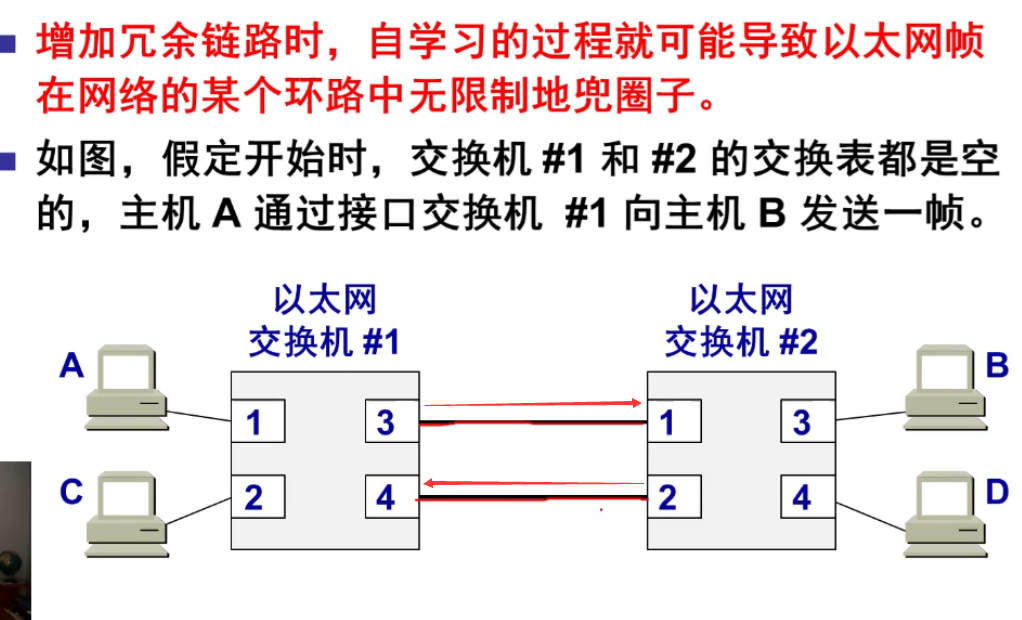 增加冗余链路时，自学习的过程就可能导致以太网帧
在网络的某个环路中无限制地兜圈子。
如图，假定开始时，交换机 #1 和 #2 的交换表都是空
的，主机 A 通过接口交换机 #1 向主机 B 发送一帧。
以太网
交换机 #1
以太网
交换机 #2
A
B
1
3
1
3
C
D
2
4
2
4